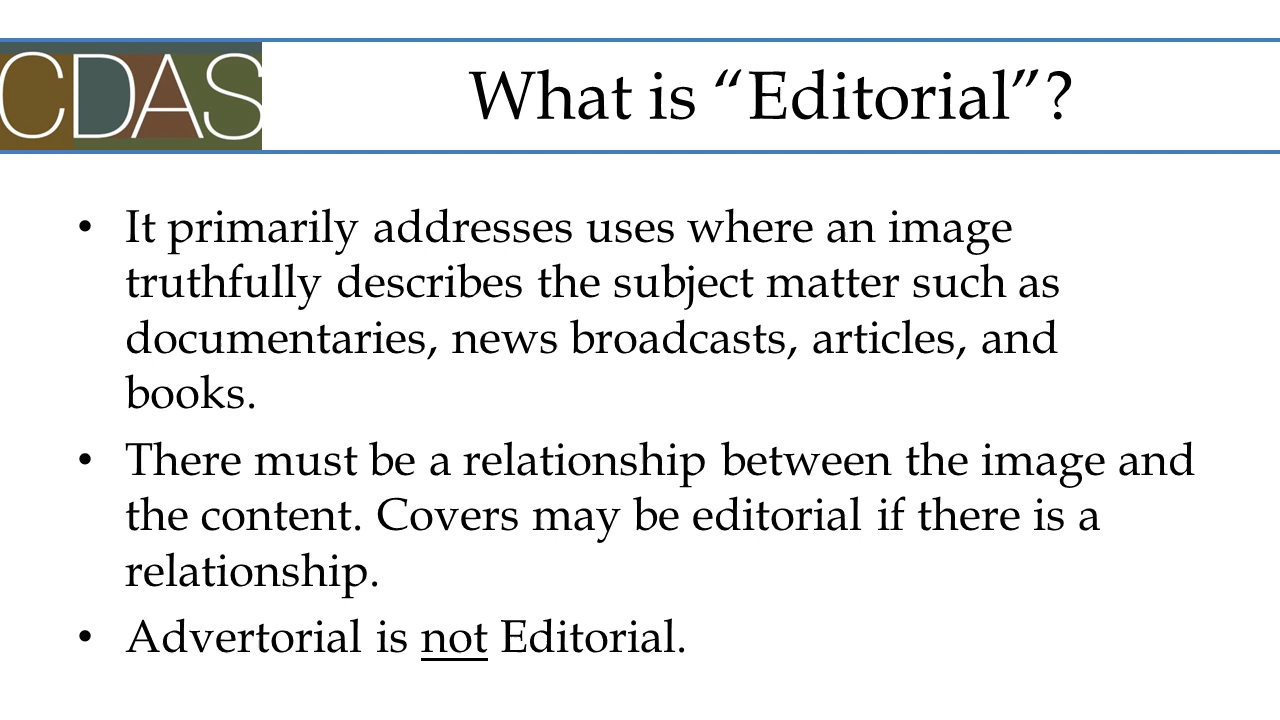 CDAS
What is “Editorial”?
• It primarily addresses uses where an image
truthfully describes the subject matter such as
documentaries, news broadcasts, articles, and
books.
• There must be a relationship between the image and
the content. Covers may be editorial if there is a
relationship.
• Advertorial is not Editorial.